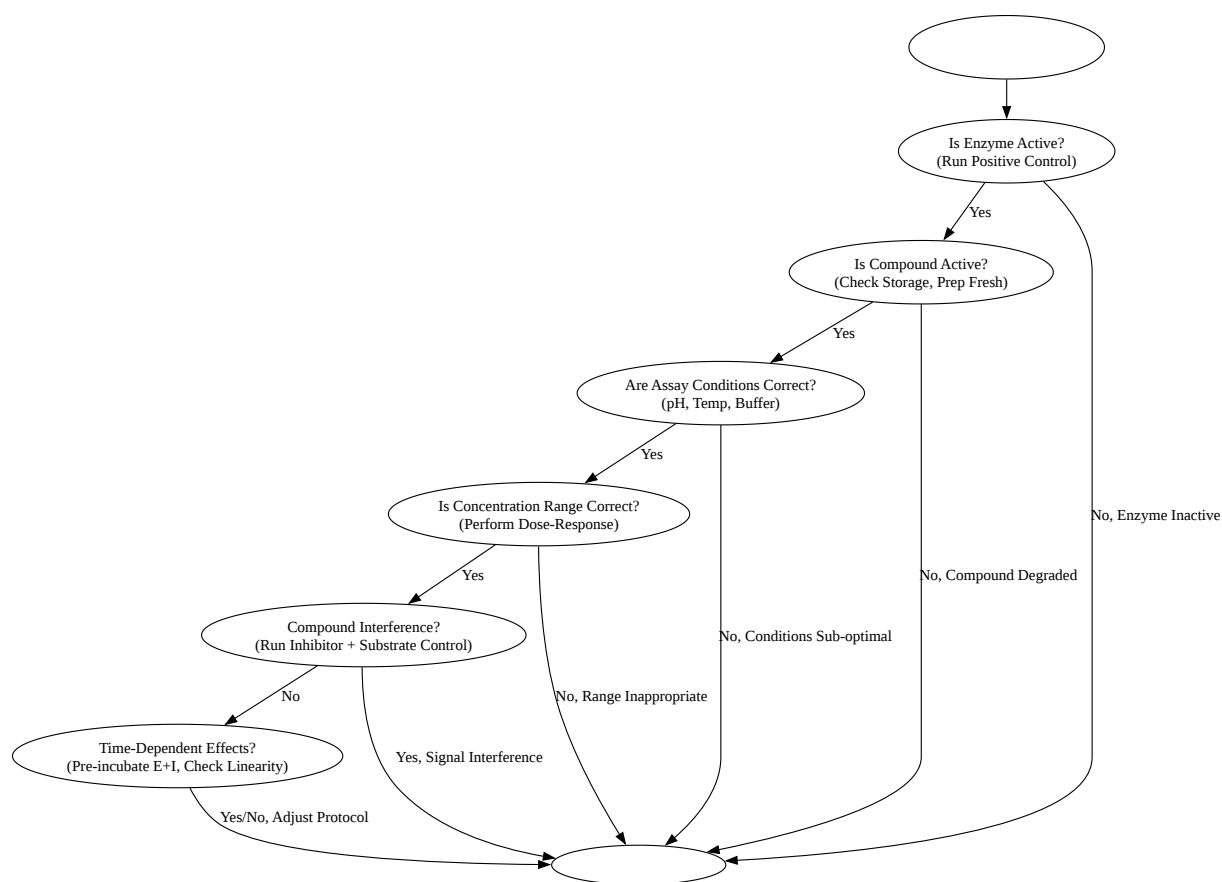 Is Enzyme Active?
(Run Positive Control)
Yes
Is Compound Active?
(Check Storage, Prep Fresh)
Yes
Are Assay Conditions Correct?
(pH, Temp, Buffer)
Yes
Is Concentration Range Correct?
(Perform Dose-Response)
No, Enzyme Inactive
Yes
No, Compound Degraded
Compound Interference?
(Run Inhibitor + Substrate Control)
No, Conditions Sub-optimal
No
No, Range Inappropriate
Time-Dependent Effects?
(Pre-incubate E+I, Check Linearity)
Yes, Signal Interference
Yes/No, Adjust Protocol